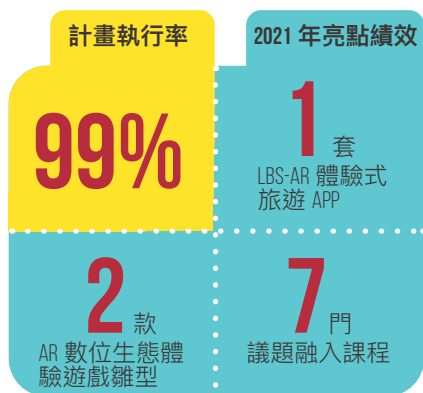 計畫執行率
2021 年亮點績效
99%
1 套
LBS-AR 體驗式
旅遊 APP
2 款
AR 數位生態體
驗遊戲雛型
7 門
議題融入課程